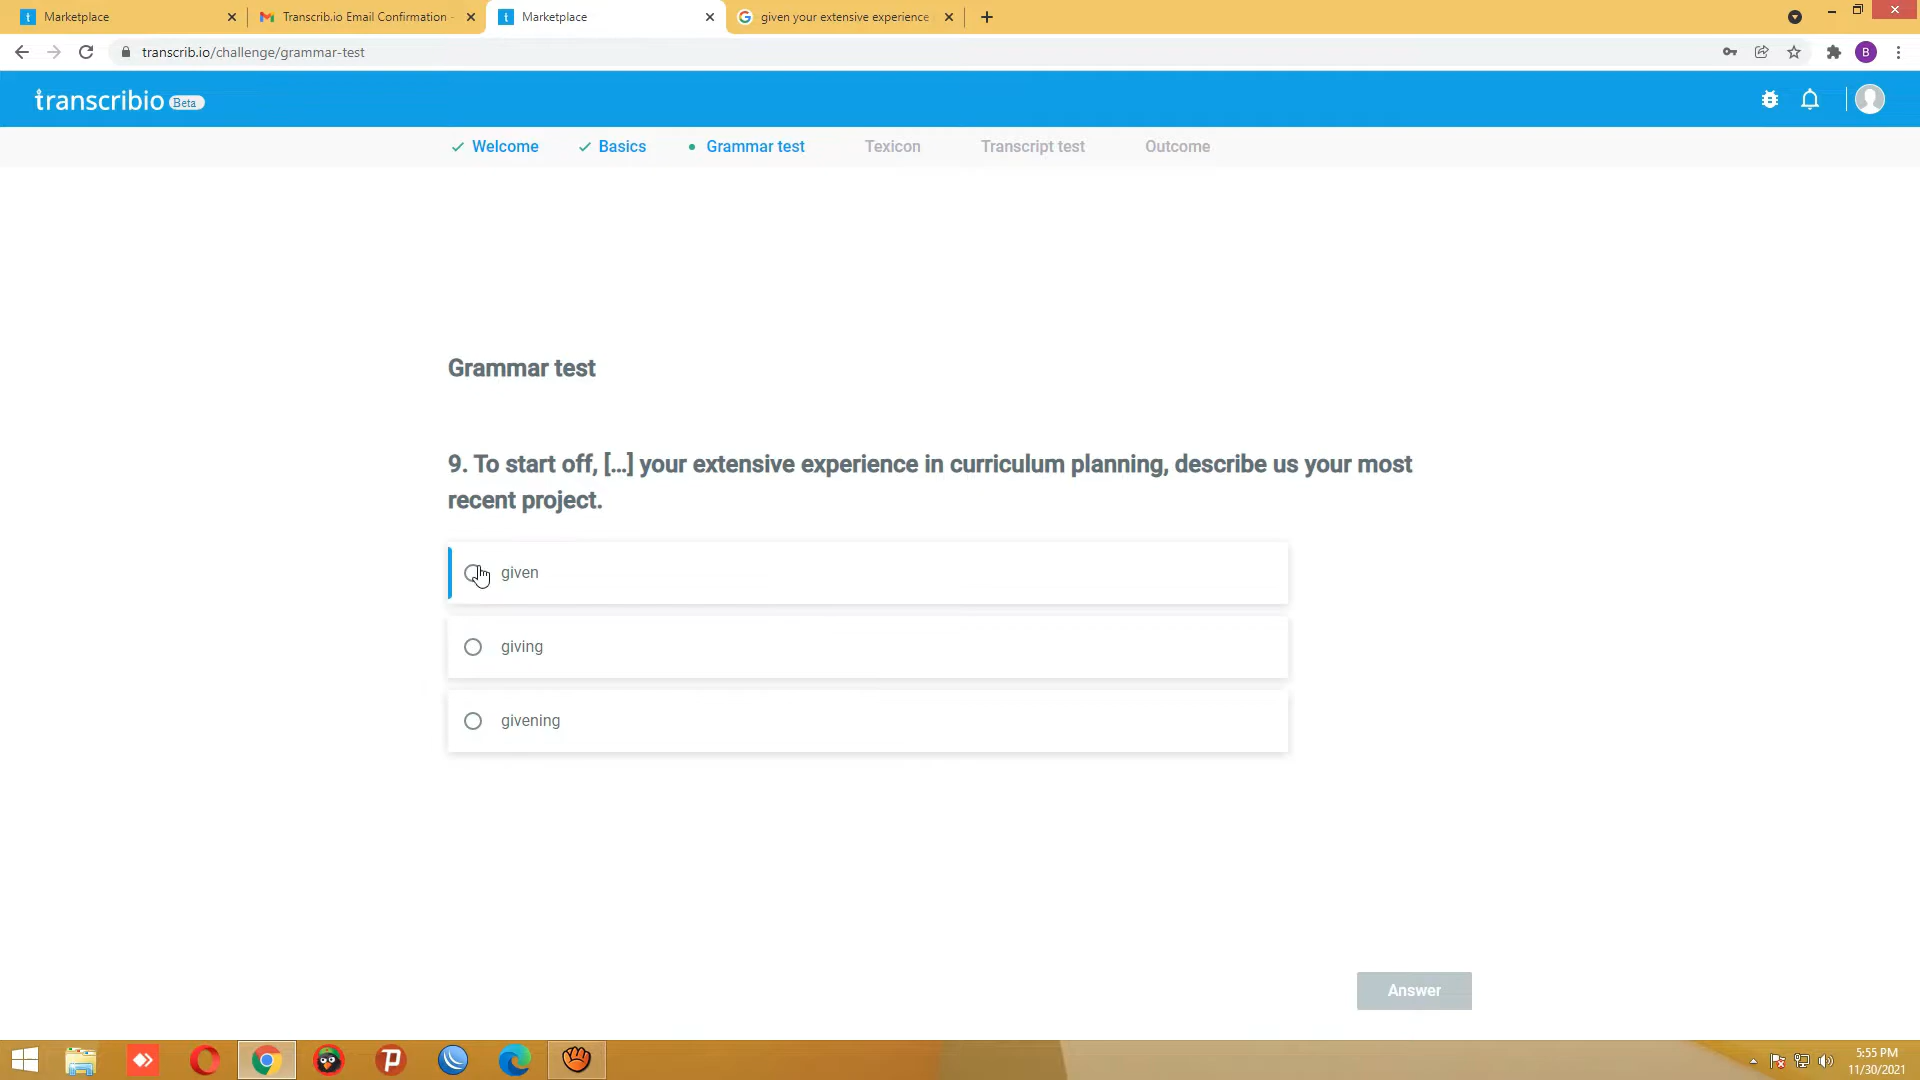 Marketplace
Transcrib.io Email Confirmation -
Marketplace
given your extensive experience
transcrib.io/challenge/grammar-test
B
transcribio Beta
Welcome
Basics
Grammar test
Texicon
Transcript test
Outcome
Grammar test
9. To start off, [...] your extensive experience in curriculum planning, describe us your most
recent project.
given
giving
givening
Answer
5:55 PM
11/30/2021